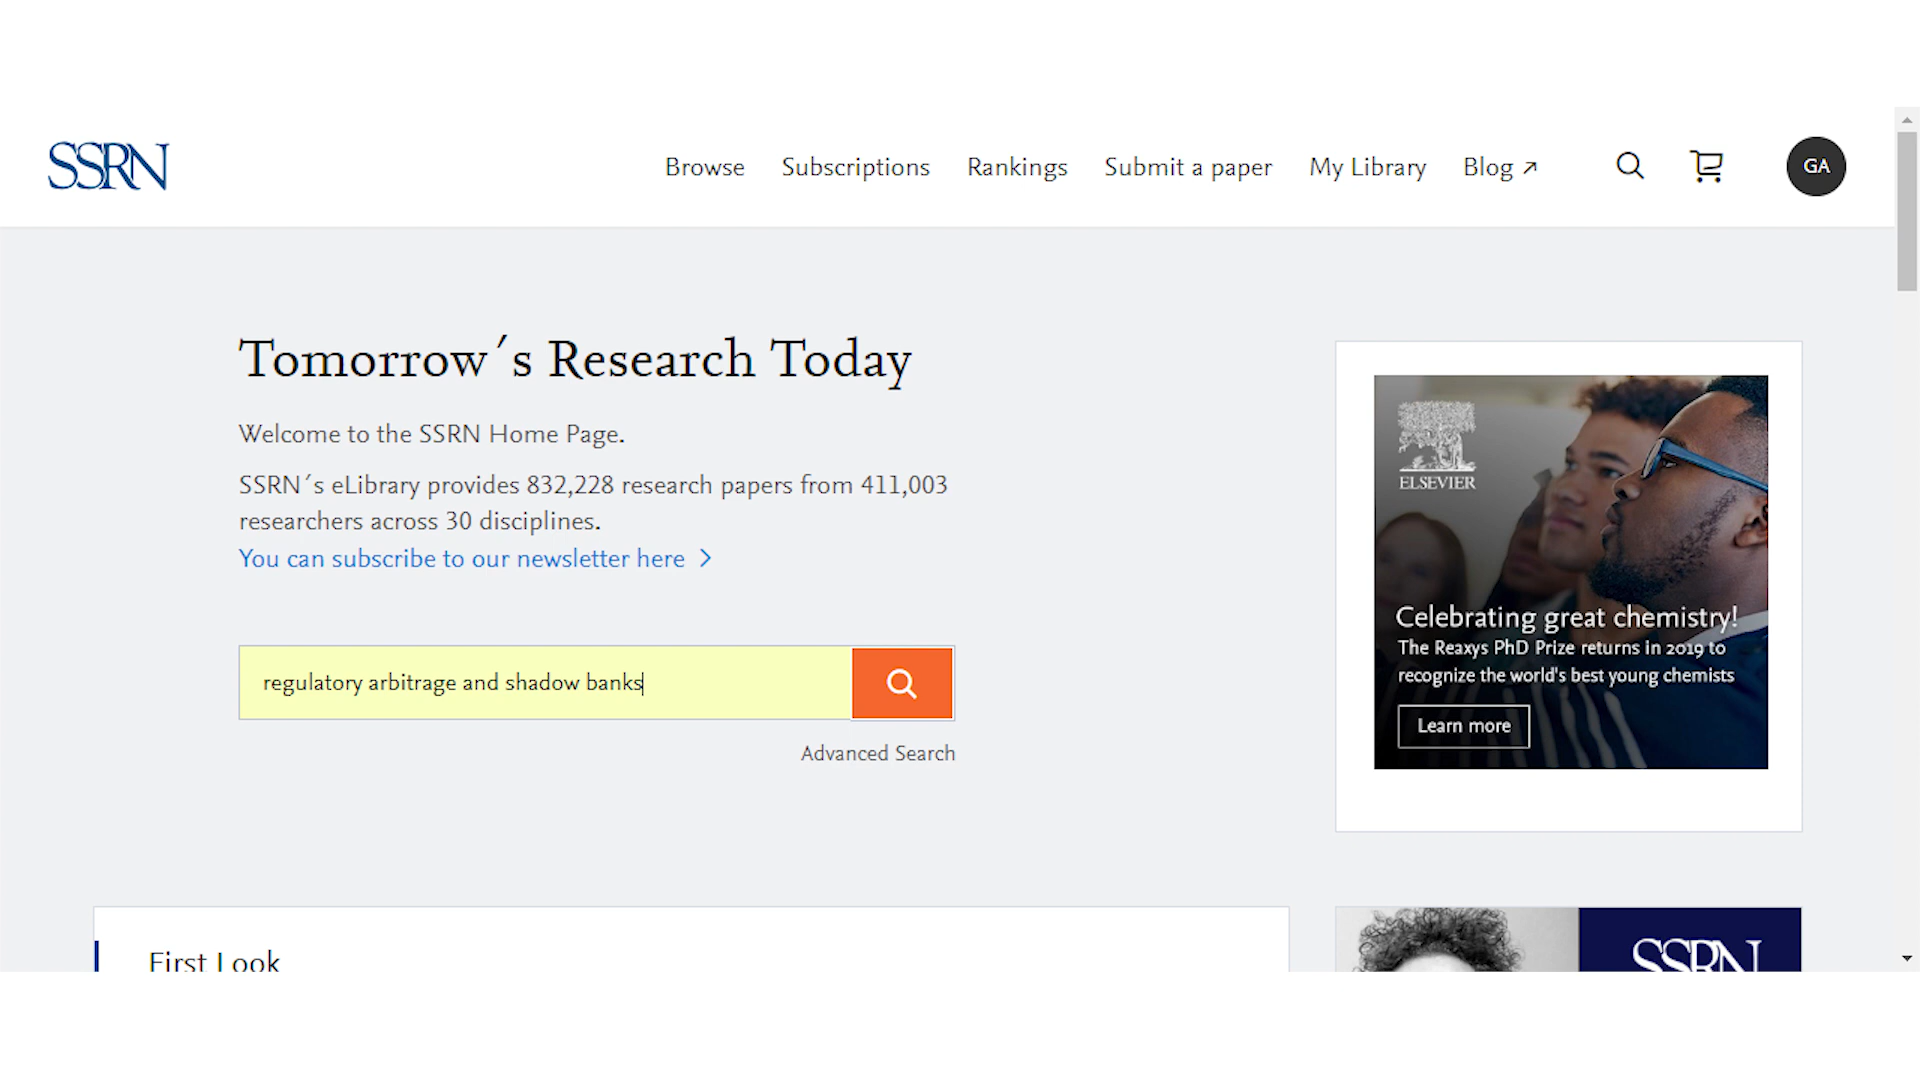 SSRN
Browse
Subscriptions
Rankings
Submit a paper
My Library
Blog ↗
GA
Tomorrow´s Research Today
Welcome to the SSRN Home Page.
SSRN´s eLibrary provides 832,228 research papers from 411,003
researchers across 30 disciplines.
You can subscribe to our newsletter here >
regulatory arbitrage and shadow banks
Advanced Search
ELSEVIER
Celebrating great chemistry!
The Reaxys PhD Prize returns in 2019 to
recognize the world's best young chemists
Learn more
First Look
SSRN